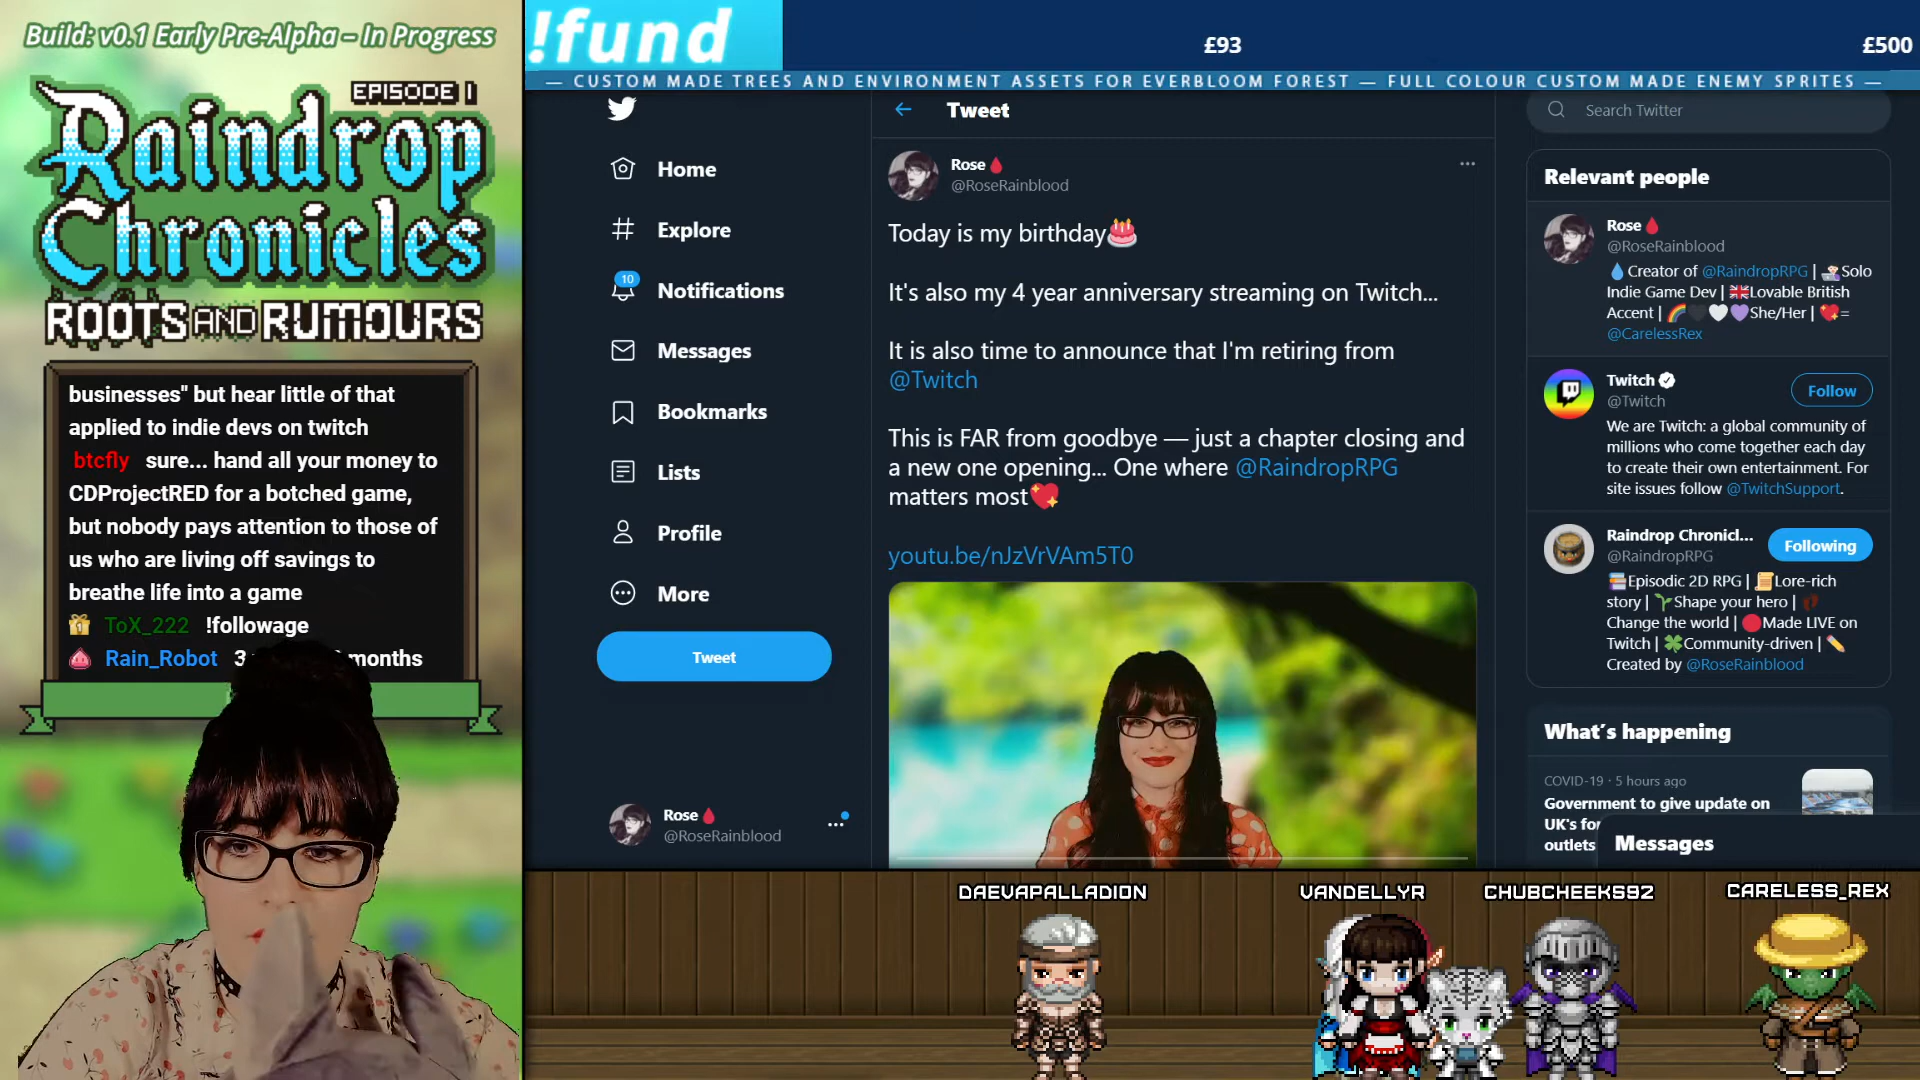 Build: v0.1 Early Pre-Alpha – In Progress
EPISODE I
Raindrop
Chronicles
ROOTS AND RUMOURS
businesses" but hear little of that
applied to indie devs on twitch
btcfly sure... hand all your money to
CDProjectRED for a botched game,
but nobody pays attention to those of
us who are living off savings to
breathe life into a game
ToX_222 !followage
Rain_Robot 3 months
!fund
£93
£500
— CUSTOM MADE TREES AND ENVIRONMENT ASSETS FOR EVERBLOOM FOREST — FULL COLOUR CUSTOM MADE ENEMY SPRITES —
Home
Explore
10
Notifications
Messages
Bookmarks
Lists
Profile
More
Tweet
Rose
@RoseRainblood
Tweet
Rose
@RoseRainblood
Today is my birthday
It's also my 4 year anniversary streaming on Twitch...
It is also time to announce that I'm retiring from
@Twitch
This is FAR from goodbye — just a chapter closing and
a new one opening... One where @RaindropRPG
matters most
youtu.be/nJzVrVAm5T0
Search Twitter
Relevant people
Rose
@RoseRainblood
Creator of @RaindropRPG | Solo
Indie Game Dev | Lovable British
Accent | She/Her | =
@CarelessRex
Twitch
@Twitch
Follow
We are Twitch: a global community of
millions who come together each day
to create their own entertainment. For
site issues follow @TwitchSupport.
Raindrop Chronicl...
@RaindropRPG
Following
Episodic 2D RPG | Lore-rich
story | Shape your hero |
Change the world | Made LIVE on
Twitch | Community-driven |
Created by @RoseRainblood
What's happening
COVID-19 · 5 hours ago
Government to give update on
UK's
outlets
Messages
DAEVAPALLADION
VANDELLYR
CHUBCHEEKS92
CARELESS_REX